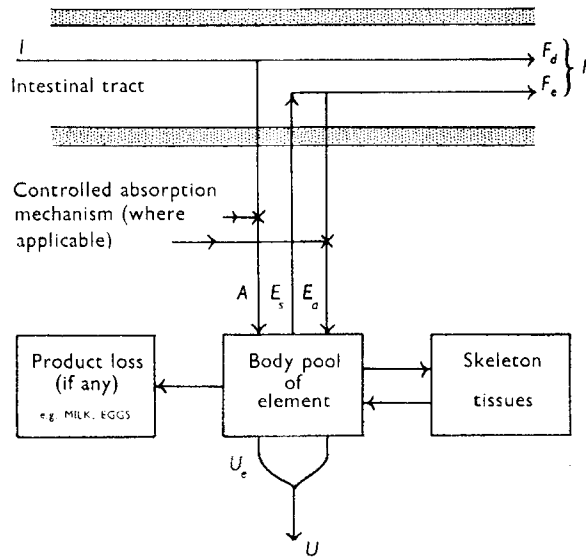 I
F_d
F_e
F
Intestinal tract
Controlled absorption
mechanism (where
applicable)
A
E_s
E_a
Product loss
(if any)
e.g. MILK, EGGS
Body pool
of
element
Skeleton
tissues
U_e
U